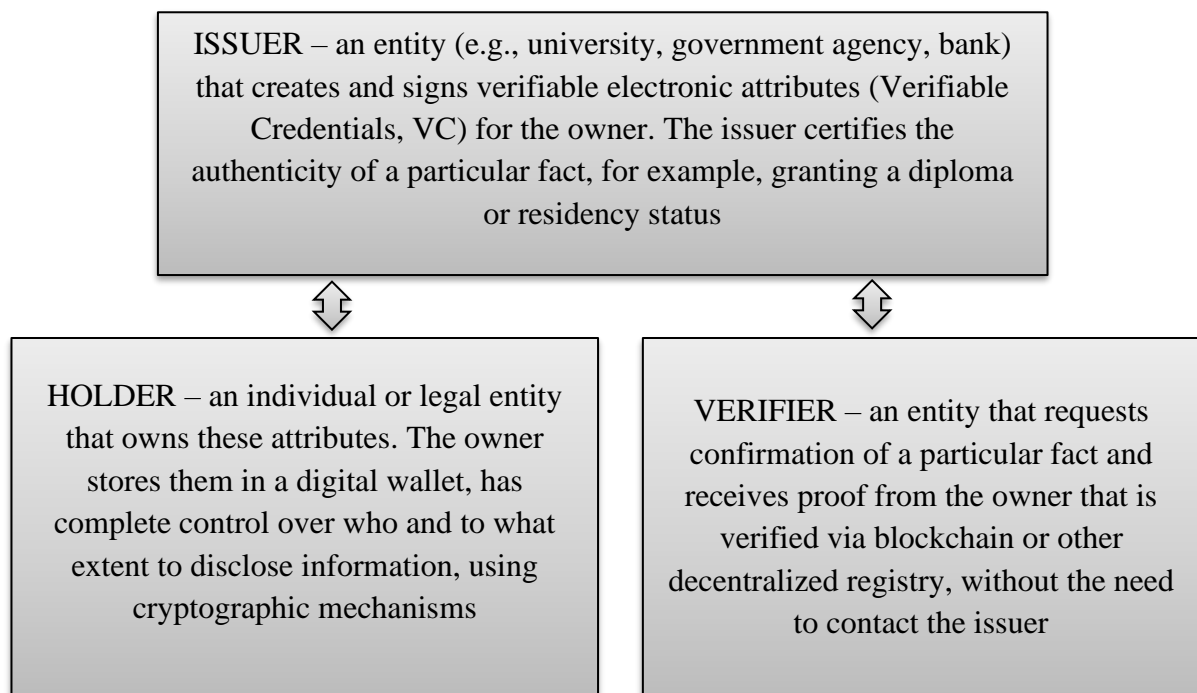 ISSUER – an entity (e.g., university, government agency, bank)
that creates and signs verifiable electronic attributes (Verifiable
Credentials, VC) for the owner. The issuer certifies the
authenticity of a particular fact, for example, granting a diploma
or residency status
HOLDER – an individual or legal entity
that owns these attributes. The owner
stores them in a digital wallet, has
complete control over who and to what
extent to disclose information, using
cryptographic mechanisms
VERIFIER – an entity that requests
confirmation of a particular fact and
receives proof from the owner that is
verified via blockchain or other
decentralized registry, without the need
to contact the issuer